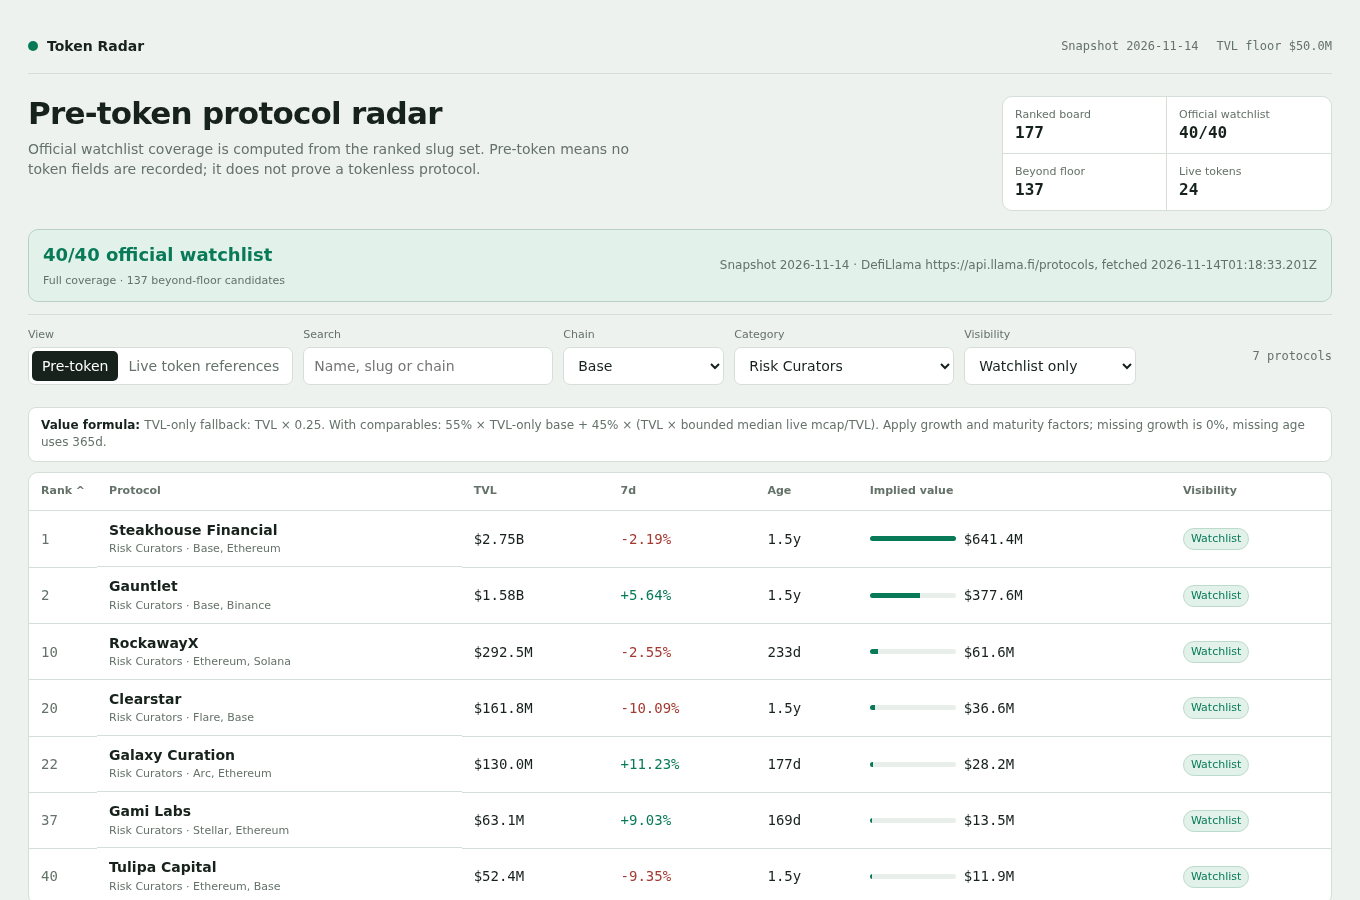 Token Radar
Snapshot 2026-11-14 TVL floor $50.0M
Pre-token protocol radar
Official watchlist coverage is computed from the ranked slug set. Pre-token means no
token fields are recorded; it does not prove a tokenless protocol.
Ranked board
177
Official watchlist
40/40
Beyond floor
137
Live tokens
24
40/40 official watchlist
Full coverage · 137 beyond-floor candidates
Snapshot 2026-11-14 · DefiLlama https://api.llama.fi/protocols, fetched 2026-11-14T01:18:33.201Z
View
Pre-token Live token references
Search
Name, slug or chain
Chain
Base
Category
Risk Curators
Visibility
Watchlist only
7 protocols
Value formula: TVL-only fallback: TVL × 0.25. With comparables: 55% × TVL-only base + 45% × (TVL × bounded median live mcap/TVL). Apply growth and maturity factors; missing growth is 0%, missing age
uses 365d.
Rank ^ Protocol TVL 7d Age Implied value Visibility
1 Steakhouse Financial $2.75B -2.19% 1.5y $641.4M Watchlist
Risk Curators · Base, Ethereum
2 Gauntlet $1.58B +5.64% 1.5y $377.6M Watchlist
Risk Curators · Base, Binance
10 RockawayX $292.5M -2.55% 233d $61.6M Watchlist
Risk Curators · Ethereum, Solana
20 Clearstar $161.8M -10.09% 1.5y $36.6M Watchlist
Risk Curators · Flare, Base
22 Galaxy Curation $130.0M +11.23% 177d $28.2M Watchlist
Risk Curators · Arc, Ethereum
37 Gami Labs $63.1M +9.03% 169d $13.5M Watchlist
Risk Curators · Stellar, Ethereum
40 Tulipa Capital $52.4M -9.35% 1.5y $11.9M Watchlist
Risk Curators · Ethereum, Base